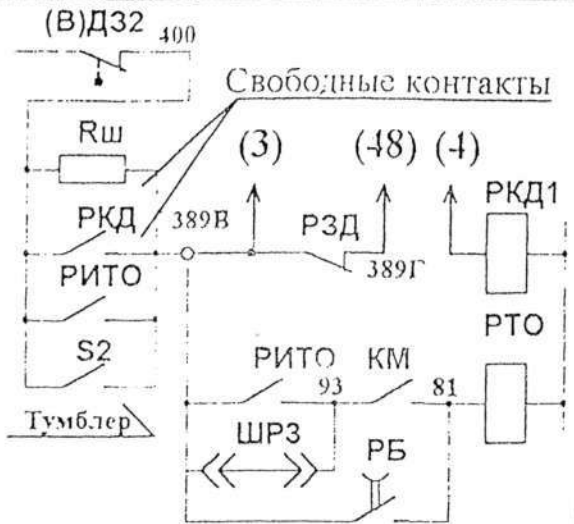 (В)ДЗ2 400
Свободные контакты
Rш
(3) (48) (4)
РКД 389В РЗД 389Г РКД1
РИТО
РТО
S2
РИТО 93 КМ 81
Тумблер
ШРЗ РБ